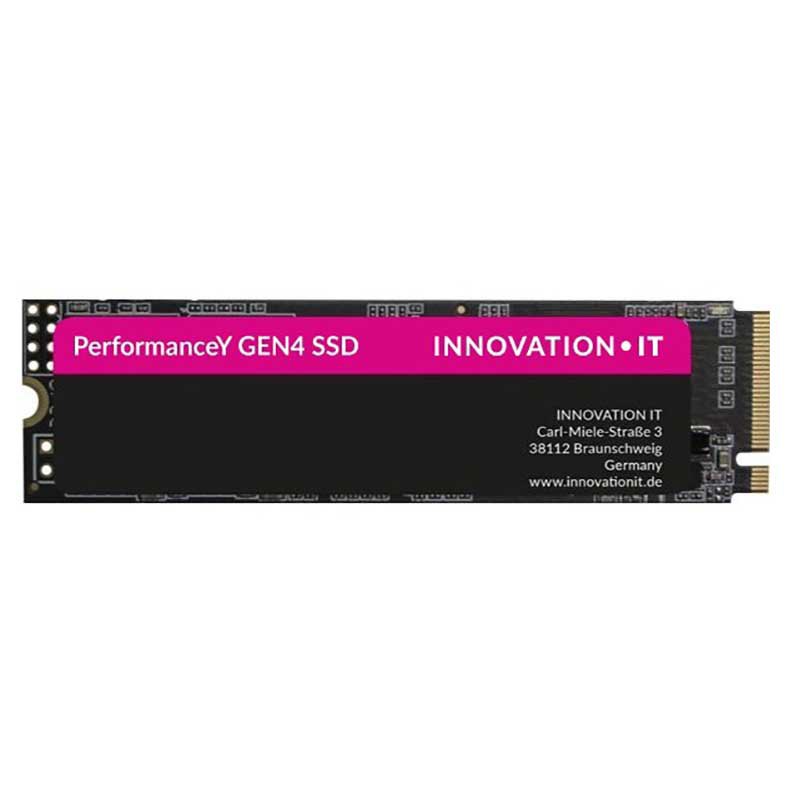 PerformanceY GEN4 SSD
INNOVATION • IT
INNOVATION IT
Carl-Miele-Straße 3
38112 Braunschweig
Germany
www.innovationit.de